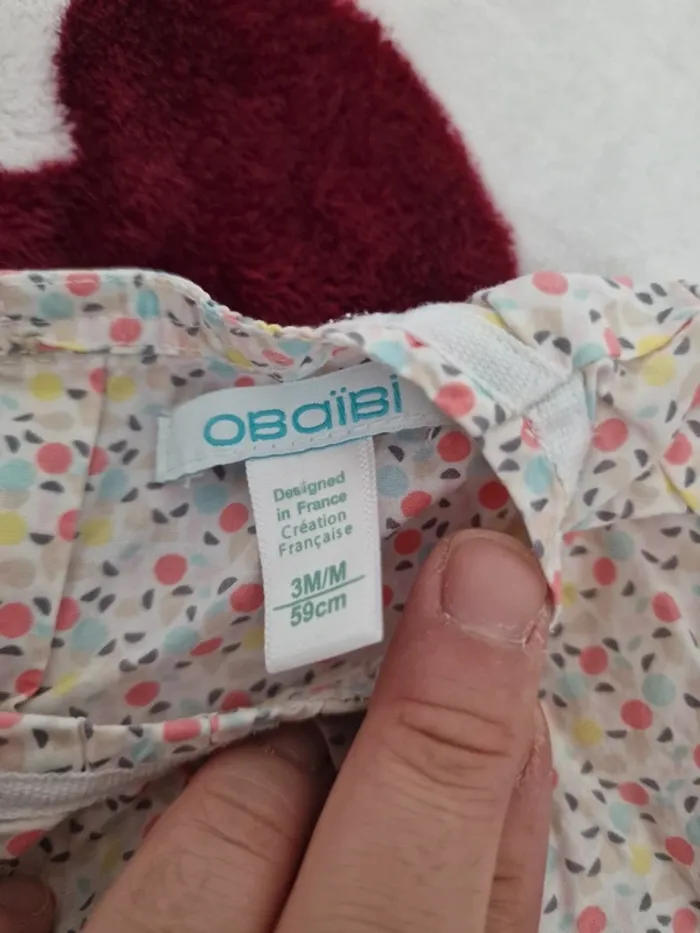 OBaïBi
Designed
in France
Création
Française
3M/M
59cm